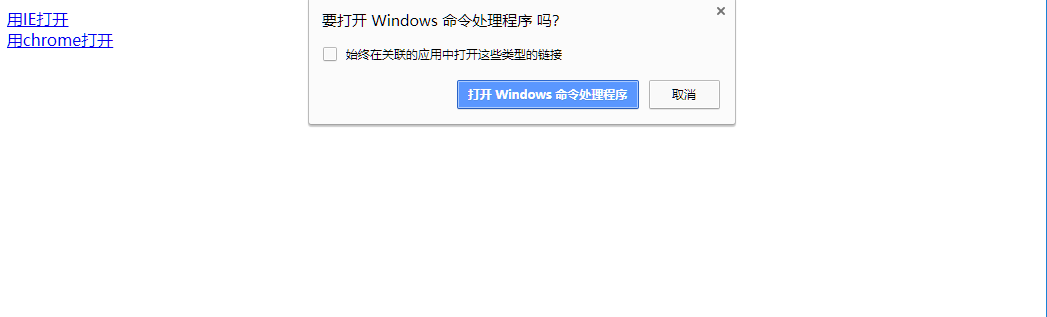 用IE打开
用chrome打开
要打开 Windows 命令处理程序 吗?
始终在关联的应用中打开这些类型的链接
打开 Windows 命令处理程序
取消